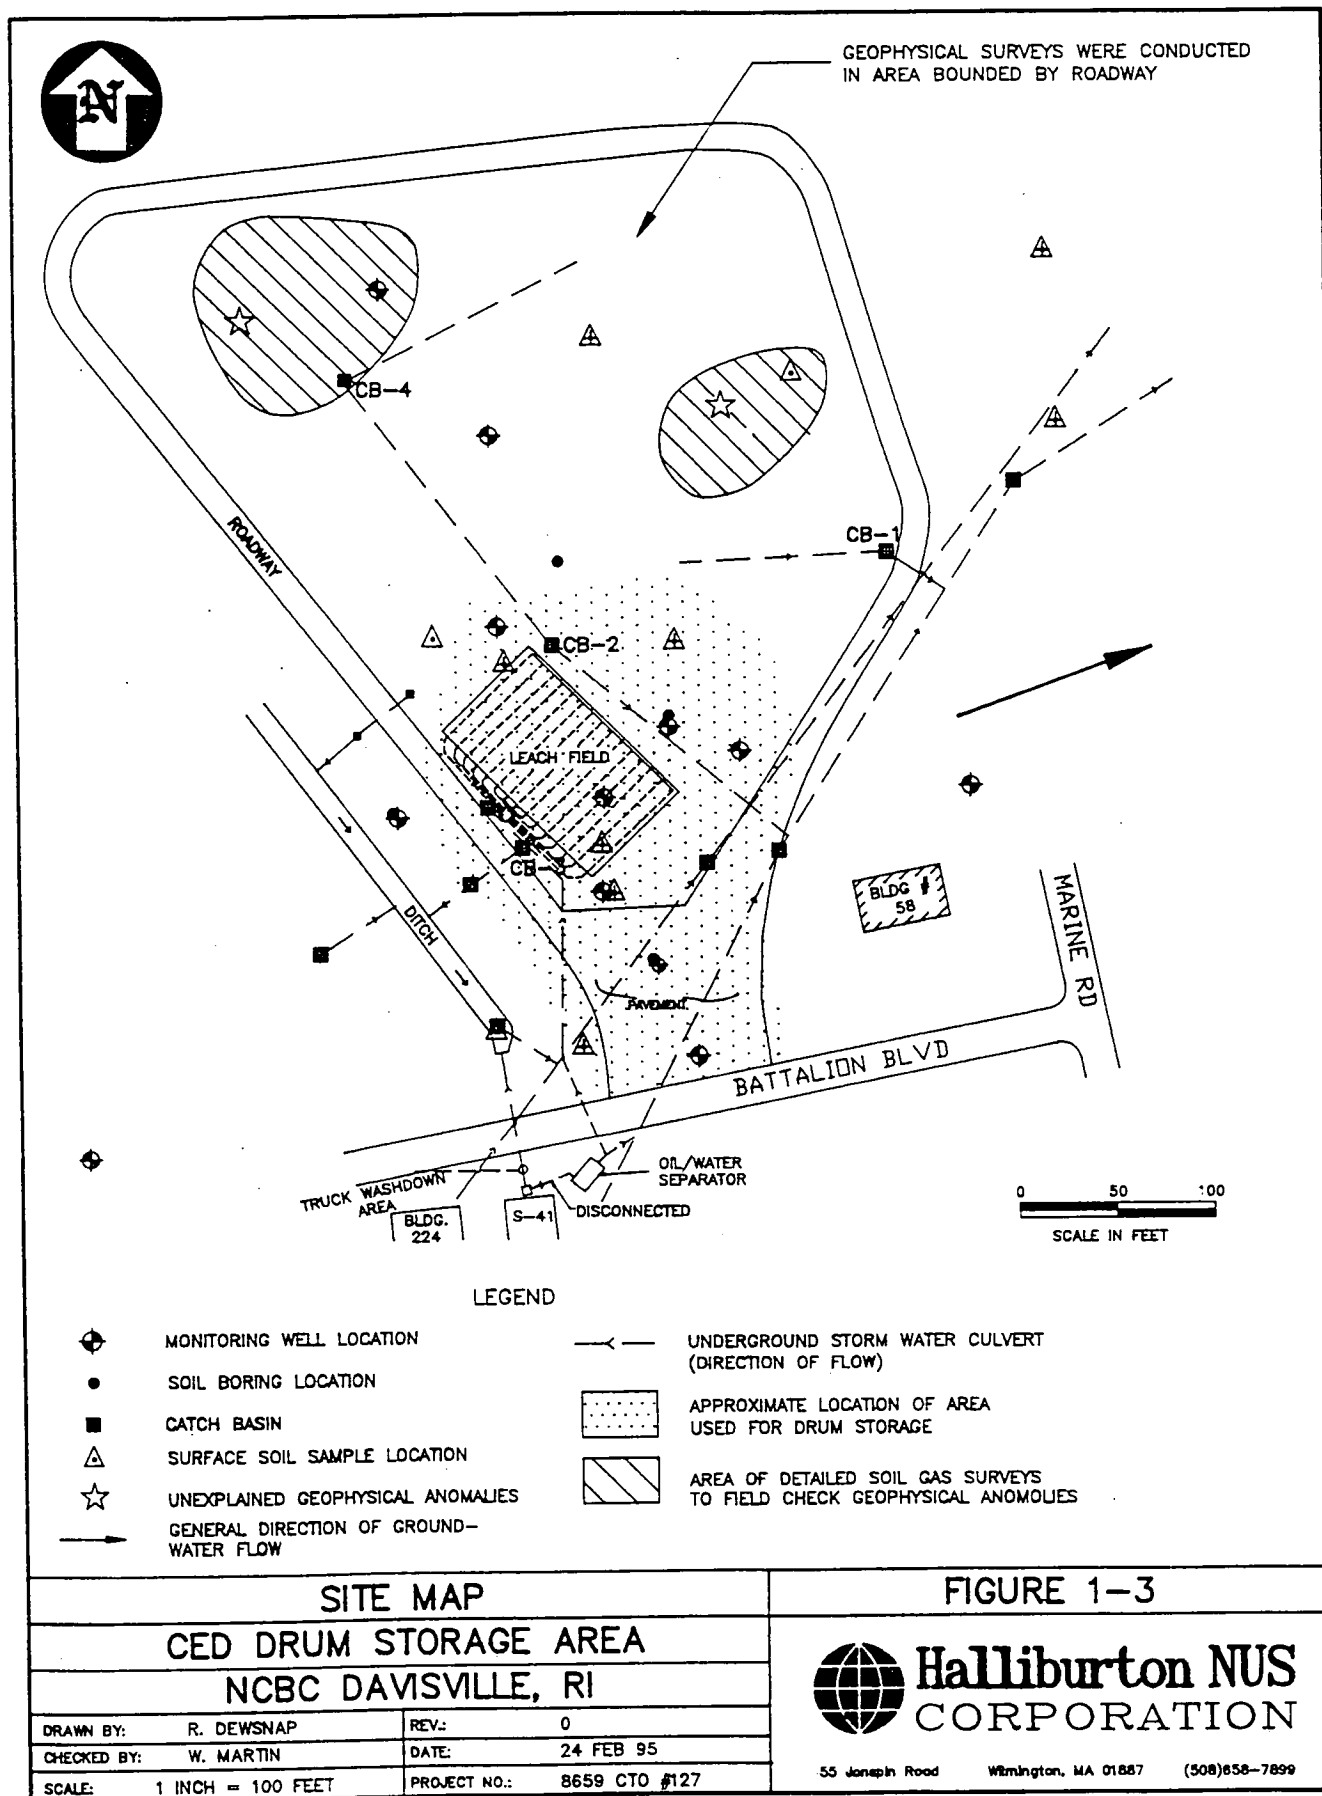 N
GEOPHYSICAL SURVEYS WERE CONDUCTED
IN AREA BOUNDED BY ROADWAY
CB-4
ROADWAY
CB-1
CB-2
LEACH FIELD
CB-
DITCH
BLDG #
58
MARINE RD
PAVEMENT
BATTALION BLVD
TRUCK WASHDOWN
AREA
OIL/WATER
SEPARATOR
BLDG.
224
S-41
DISCONNECTED
0 50 100
SCALE IN FEET
LEGEND
MONITORING WELL LOCATION
SOIL BORING LOCATION
CATCH BASIN
SURFACE SOIL SAMPLE LOCATION
UNEXPLAINED GEOPHYSICAL ANOMALIES
GENERAL DIRECTION OF GROUND-
WATER FLOW
UNDERGROUND STORM WATER CULVERT
(DIRECTION OF FLOW)
APPROXIMATE LOCATION OF AREA
USED FOR DRUM STORAGE
AREA OF DETAILED SOIL GAS SURVEYS
TO FIELD CHECK GEOPHYSICAL ANOMOLIES
SITE MAP
CED DRUM STORAGE AREA
NCBC DAVISVILLE, RI
DRAWN BY: R. DEWSNAP
REV.: 0
CHECKED BY: W. MARTIN
DATE: 24 FEB 95
SCALE: 1 INCH = 100 FEET
PROJECT NO.: 8659 CTO #127
FIGURE 1-3
Halliburton NUS
CORPORATION
55 Jonspin Road Wilmington, MA 01887 (508)658-7899